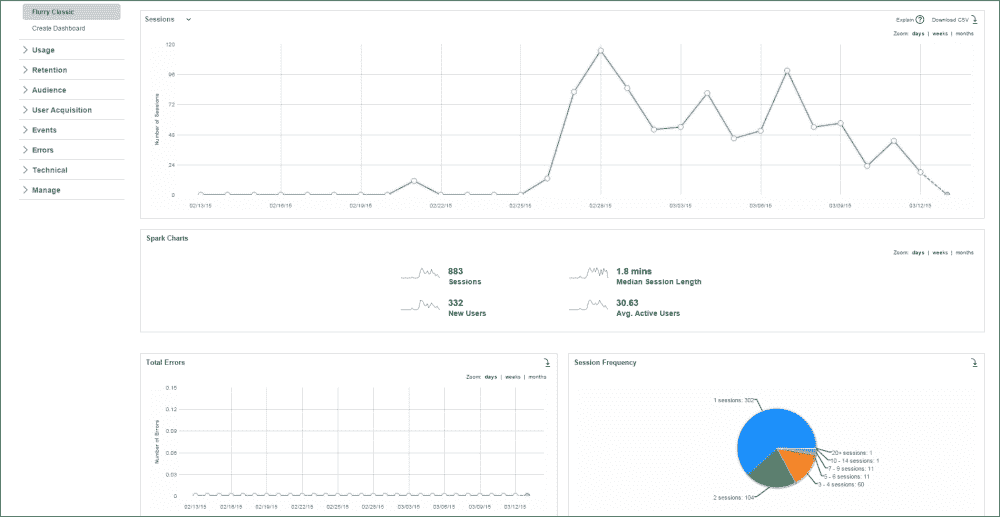 Flurry Classic
Create Dashboard
Usage
Retention
Audience
User Acquisition
Events
Errors
Technical
Manage
Sessions
Explain ? Download CSV
Zoom: days | weeks | months
120
96
72
48
24
0
Number of Sessions
02/13/15 02/16/15 02/19/15 02/22/15 02/25/15 02/28/15 03/03/15 03/06/15 03/09/15 03/12/15
Spark Charts
Zoom: days | weeks | months
883
Sessions
1.8 mins
Median Session Length
332
New Users
30.63
Avg. Active Users
Total Errors
Zoom: days | weeks | months
0.15
0.12
0.09
0.06
0.03
0
Number of Errors
02/13/15 02/16/15 02/19/15 02/22/15 02/25/15 02/28/15 03/03/15 03/06/15 03/09/15 03/12/15
Session Frequency
1 sessions: 302
20+ sessions: 1
10 - 14 sessions: 1
7 - 9 sessions: 11
5 - 6 sessions: 11
3 - 4 sessions: 60
2 sessions: 104